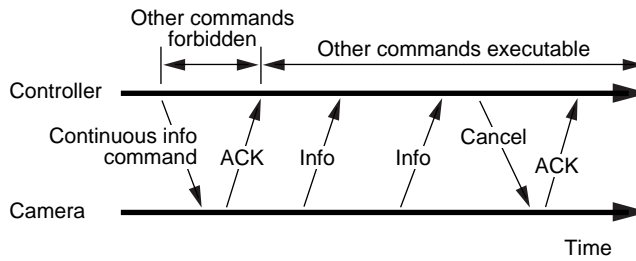 Other commands
forbidden
Other commands executable
Controller
Continuous info
command
ACK
Info
Info
Cancel
ACK
Camera
Time